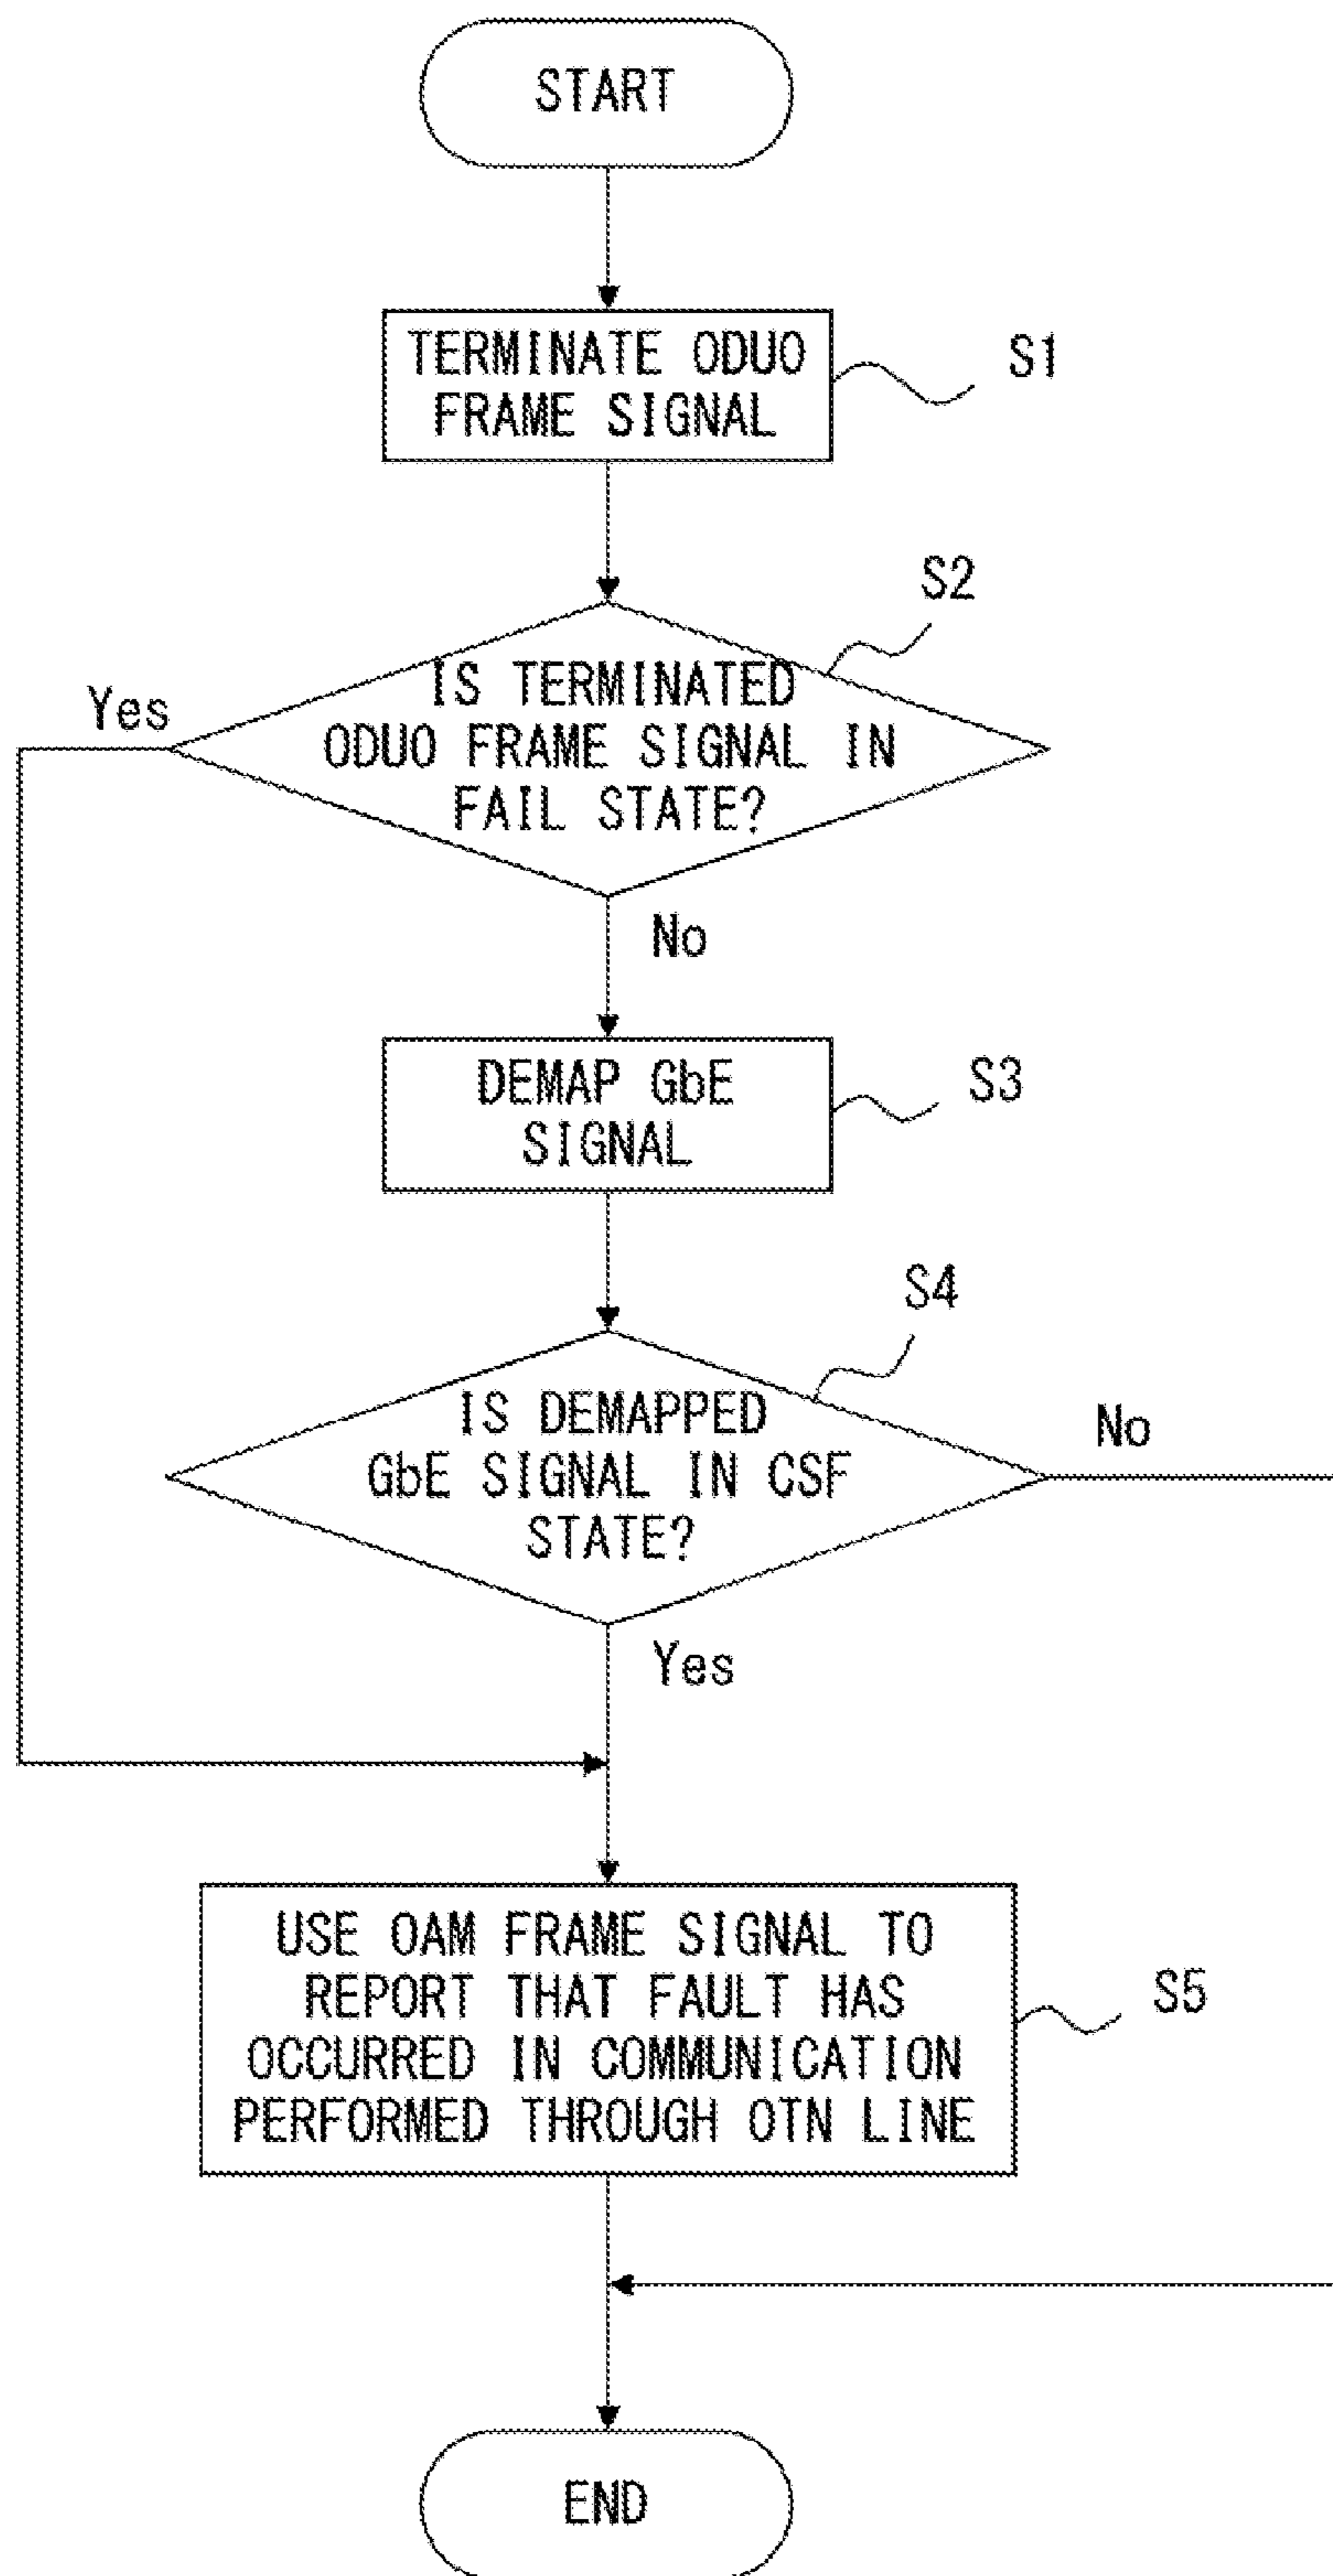 START
TERMINATE ODU0
FRAME SIGNAL
S1
S2
IS TERMINATED
ODU0 FRAME SIGNAL IN
FAIL STATE?
Yes
No
DEMAP GbE
SIGNAL
S3
S4
IS DEMAPPED
GbE SIGNAL IN CSF
STATE?
No
Yes
USE OAM FRAME SIGNAL TO
REPORT THAT FAULT HAS
OCCURRED IN COMMUNICATION
PERFORMED THROUGH OTN LINE
S5
END